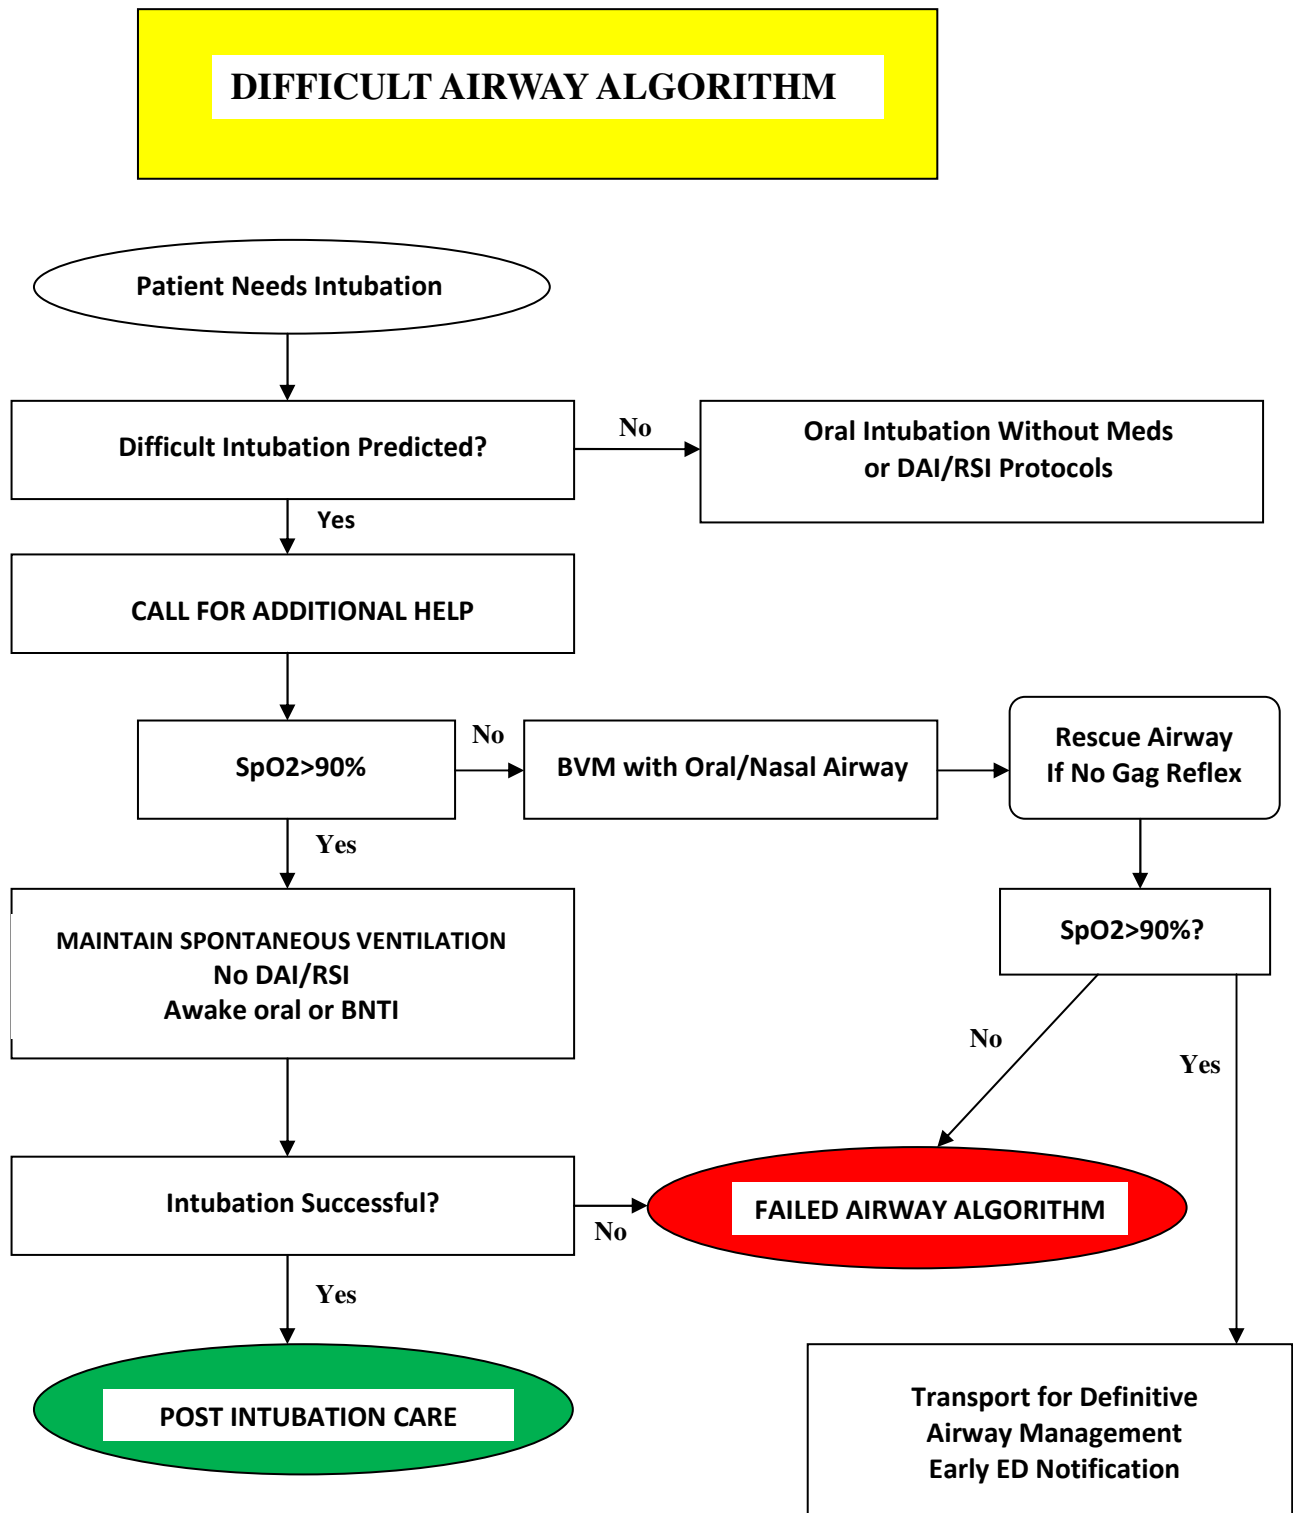 DIFFICULT AIRWAY ALGORITHM
Patient Needs Intubation
Difficult Intubation Predicted?
No
Oral Intubation Without Meds
or DAI/RSI Protocols
Yes
CALL FOR ADDITIONAL HELP
SpO2>90%
No
BVM with Oral/Nasal Airway
Rescue Airway
If No Gag Reflex
Yes
MAINTAIN SPONTANEOUS VENTILATION
No DAI/RSI
Awake oral or BNTI
SpO2>90%?
No
Yes
Intubation Successful?
No
FAILED AIRWAY ALGORITHM
Yes
POST INTUBATION CARE
Transport for Definitive
Airway Management
Early ED Notification